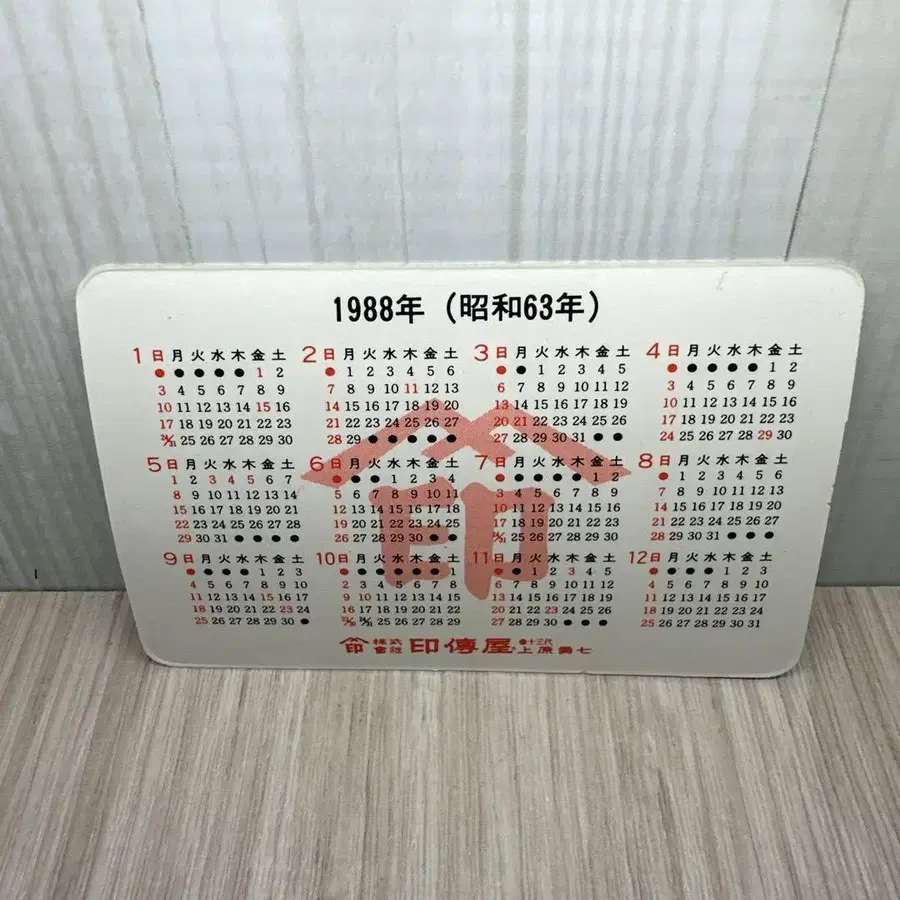 1988年(昭和63年)
1 日 月 火 水 木 金 土
● ● ● ● ● 1 2
3 4 5 6 7 8 9
10 11 12 13 14 15 16
17 18 19 20 21 22 23
24/31 25 26 27 28 29 30
2 日 月 火 水 木 金 土
● 1 2 3 4 5 6
7 8 9 10 11 12 13
14 15 16 17 18 19 20
21 22 23 24 25 26 27
28 29 ● ● ● ● ●
3 日 月 火 水 木 金 土
● ● 1 2 3 4 5
6 7 8 9 10 11 12
13 14 15 16 17 18 19
20 21 22 23 24 25 26
27 28 29 30 31 ● ●
4 日 月 火 水 木 金 土
● ● ● ● ● 1 2
3 4 5 6 7 8 9
10 11 12 13 14 15 16
17 18 19 20 21 22 23
24 25 26 27 28 29 30
5 日 月 火 水 木 金 土
1 2 3 4 5 6 7
8 9 10 11 12 13 14
15 16 17 18 19 20 21
22 23 24 25 26 27 28
29 30 31 ● ● ● ●
6 日 月 火 水 木 金 土
● ● ● 1 2 3 4
5 6 7 8 9 10 11
12 13 14 15 16 17 18
19 20 21 22 23 24 25
26 27 28 29 30 ● ●
7 日 月 火 水 木 金 土
● ● ● ● ● 1 2
3 4 5 6 7 8 9
10 11 12 13 14 15 16
17 18 19 20 21 22 23
24/31 25 26 27 28 29 30
8 日 月 火 水 木 金 土
● 1 2 3 4 5 6
7 8 9 10 11 12 13
14 15 16 17 18 19 20
21 22 23 24 25 26 27
28 29 30 31 ● ● ●
9 日 月 火 水 木 金 土
● ● ● ● 1 2 3
4 5 6 7 8 9 10
11 12 13 14 15 16 17
18 19 20 21 22 23 24
25 26 27 28 29 30 ●
10 日 月 火 水 木 金 土
● ● ● ● ● ● 1
2 3 4 5 6 7 8
9 10 11 12 13 14 15
16 17 18 19 20 21 22
23/30 24/31 25 26 27 28 29
11 日 月 火 水 木 金 土
● ● 1 2 3 4 5
6 7 8 9 10 11 12
13 14 15 16 17 18 19
20 21 22 23 24 25 26
27 28 29 30 ● ● ●
12 日 月 火 水 木 金 土
● ● ● ● 1 2 3
4 5 6 7 8 9 10
11 12 13 14 15 16 17
18 19 20 21 22 23 24
25 26 27 28 29 30 31
印
印 株式會社 印傳屋 十三代 上原勇七